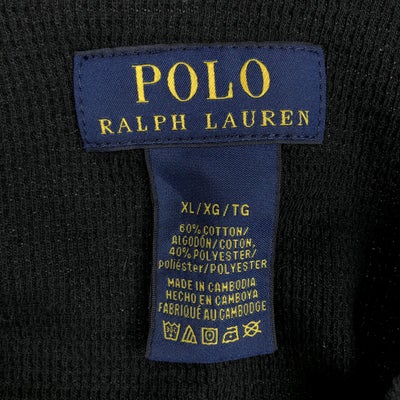 POLO
RALPH LAUREN
XL/XG/TG
60% COTTON/
ALGODÓN/COTON,
40% POLYESTER/
poliéster/POLYESTER
MADE IN CAMBODIA
HECHO EN CAMBOYA
FABRIQUÉ AU CAMBODGE